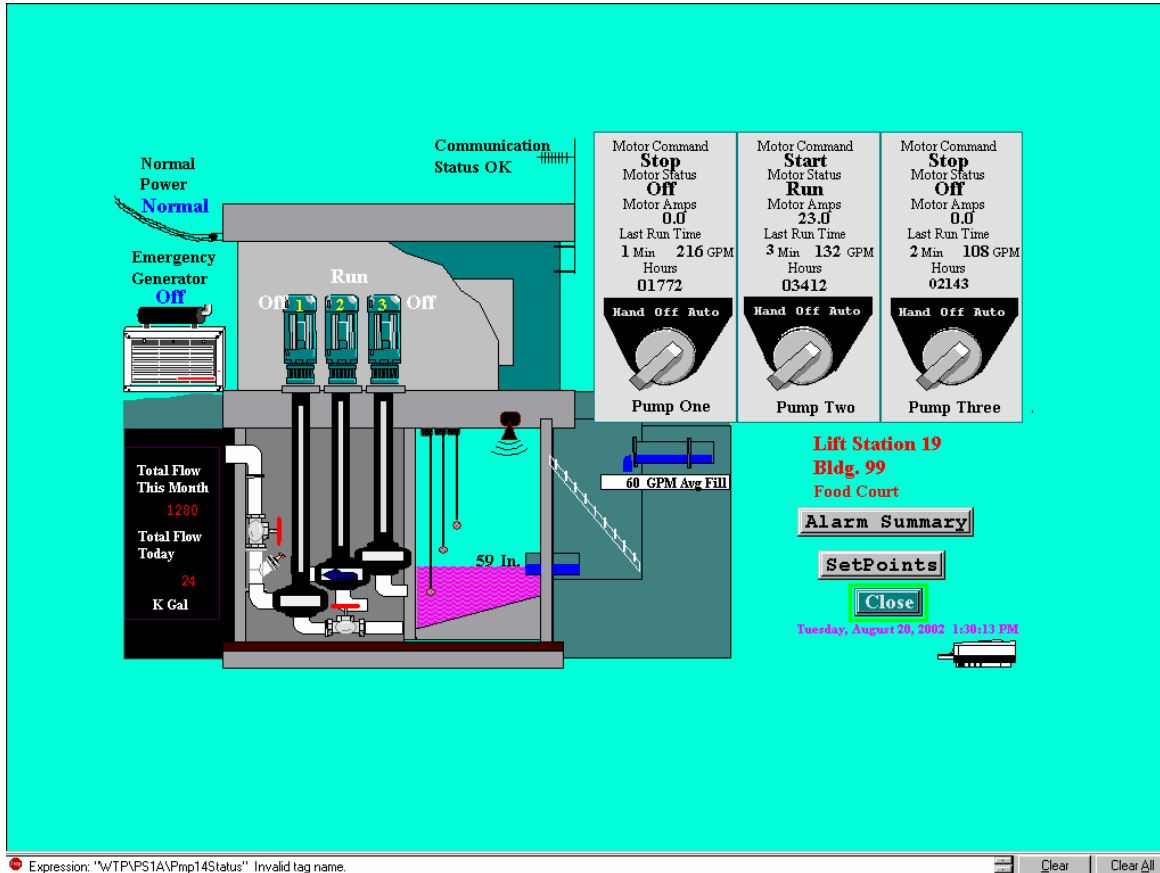 Communication
Status OK
Normal
Power
Normal
Emergency
Generator
Off
Run
Off
Off
1
2
3
Motor Command
Stop
Motor Status
Off
Motor Amps
0.0
Last Run Time
1 Min 216 GPM
Hours
01772
Hand Off Auto
Pump One
Motor Command
Start
Motor Status
Run
Motor Amps
23.0
Last Run Time
3 Min 132 GPM
Hours
03412
Hand Off Auto
Pump Two
Motor Command
Stop
Motor Status
Off
Motor Amps
0.0
Last Run Time
2 Min 108 GPM
Hours
02143
Hand Off Auto
Pump Three
Total Flow
This Month
1280
Total Flow
Today
24
K Gal
59 In.
60 GPM Avg Fill
Lift Station 19
Bldg. 99
Food Court
Alarm Summary
SetPoints
Close
Tuesday, August 20, 2002 1:30:13 PM
Expression: "WTP\PS1A\Pmp14Status" Invalid tag name.
Clear
Clear All